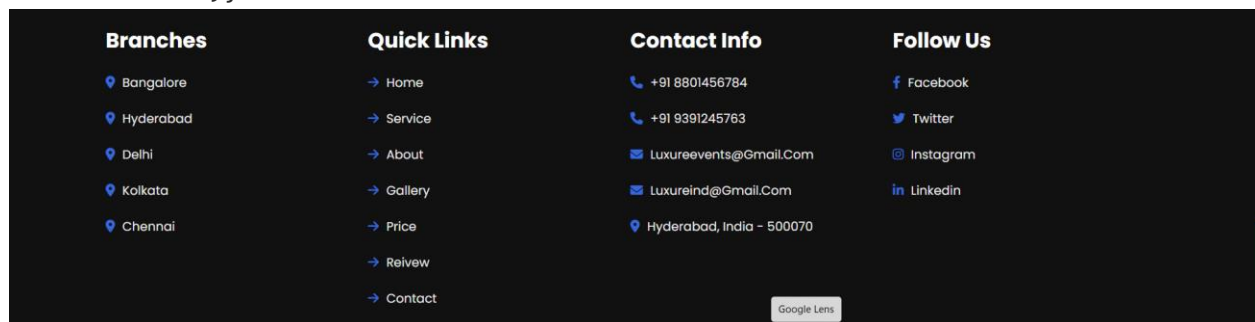 Branches
Bangalore
Hyderabad
Delhi
Kolkata
Chennai
Quick Links
Home
Service
About
Gallery
Price
Reivew
Contact
Contact Info
+91 8801456784
+91 9391245763
Luxureevents@Gmail.Com
Luxureind@Gmail.Com
Hyderabad, India - 500070
Follow Us
Facebook
Twitter
Instagram
Linkedin
Google Lens